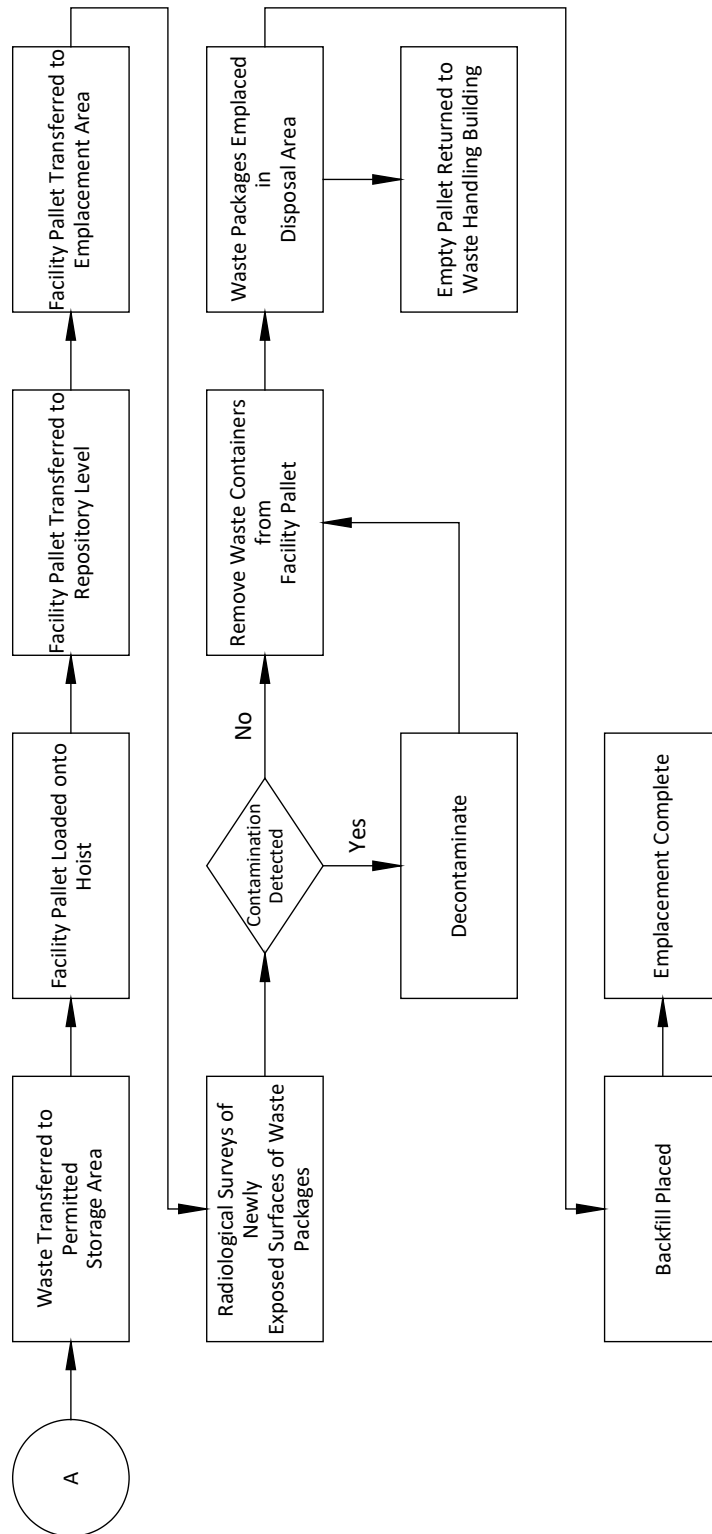 A
Waste Transferred to
Permitted
Storage Area
Facility Pallet Loaded onto
Hoist
Facility Pallet Transferred to
Repository Level
Facility Pallet Transferred to
Emplacement Area
Radiological Surveys of
Newly
Exposed Surfaces of Waste
Packages
Contamination
Detected
No
Yes
Decontaminate
Remove Waste Containers
from
Facility Pallet
Waste Packages Emplaced
in
Disposal Area
Empty Pallet Returned to
Waste Handling Building
Backfill Placed
Emplacement Complete